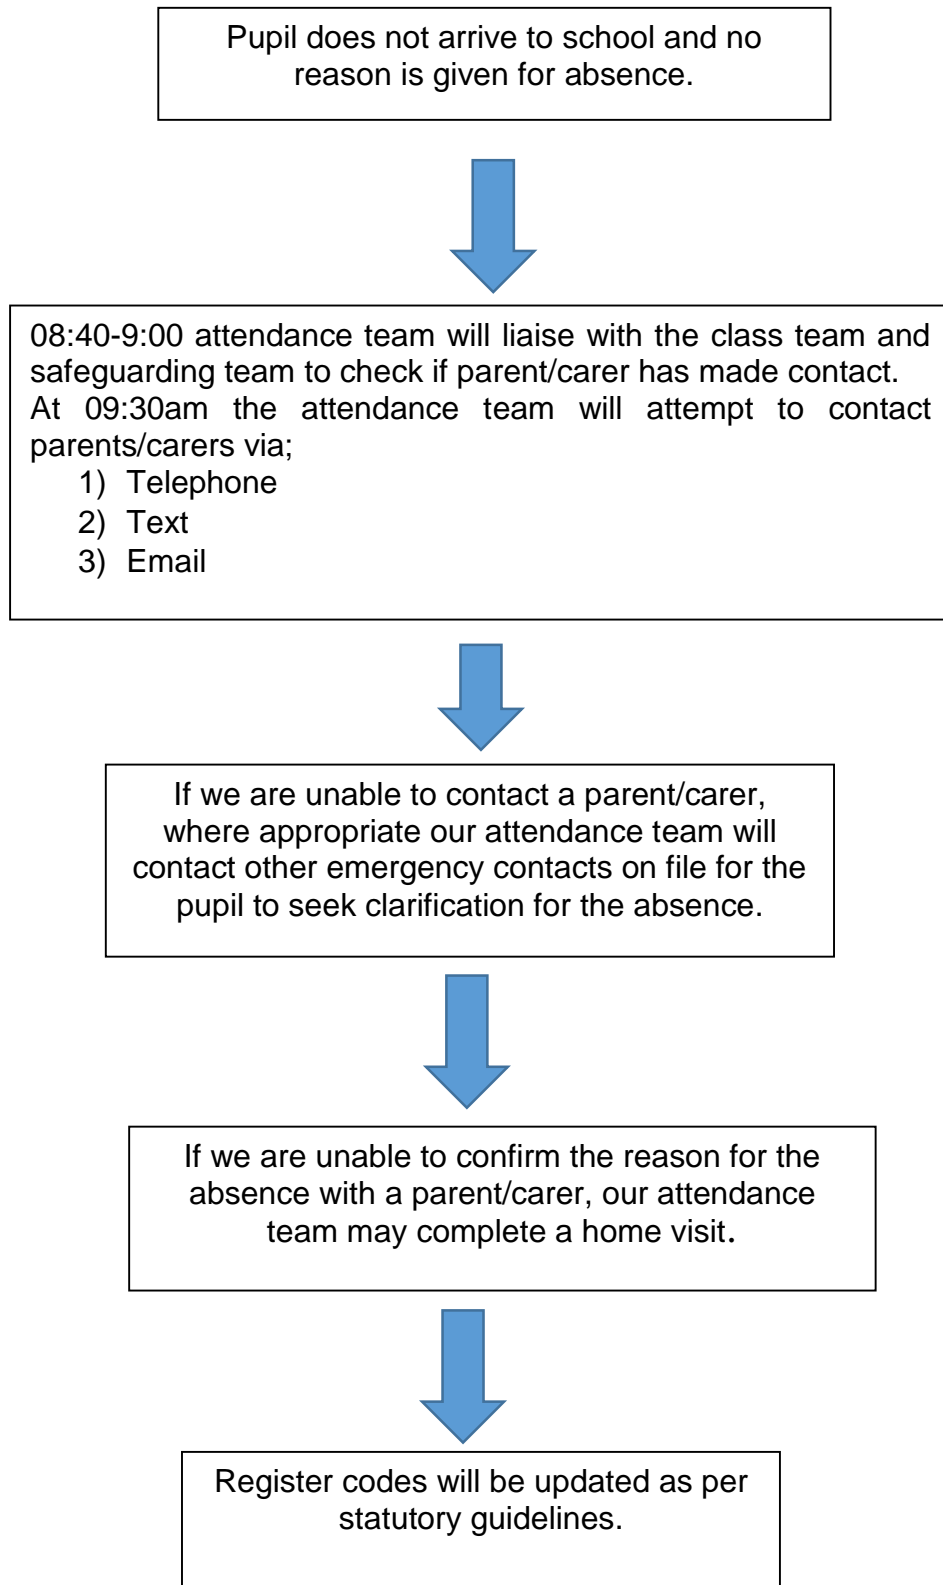 Pupil does not arrive to school and no
reason is given for absence.
08:40-9:00 attendance team will liaise with the class team and
safeguarding team to check if parent/carer has made contact.
At 09:30am the attendance team will attempt to contact
parents/carers via;
1) Telephone
2) Text
3) Email
If we are unable to contact a parent/carer,
where appropriate our attendance team will
contact other emergency contacts on file for the
pupil to seek clarification for the absence.
If we are unable to confirm the reason for the
absence with a parent/carer, our attendance
team may complete a home visit.
Register codes will be updated as per
statutory guidelines.